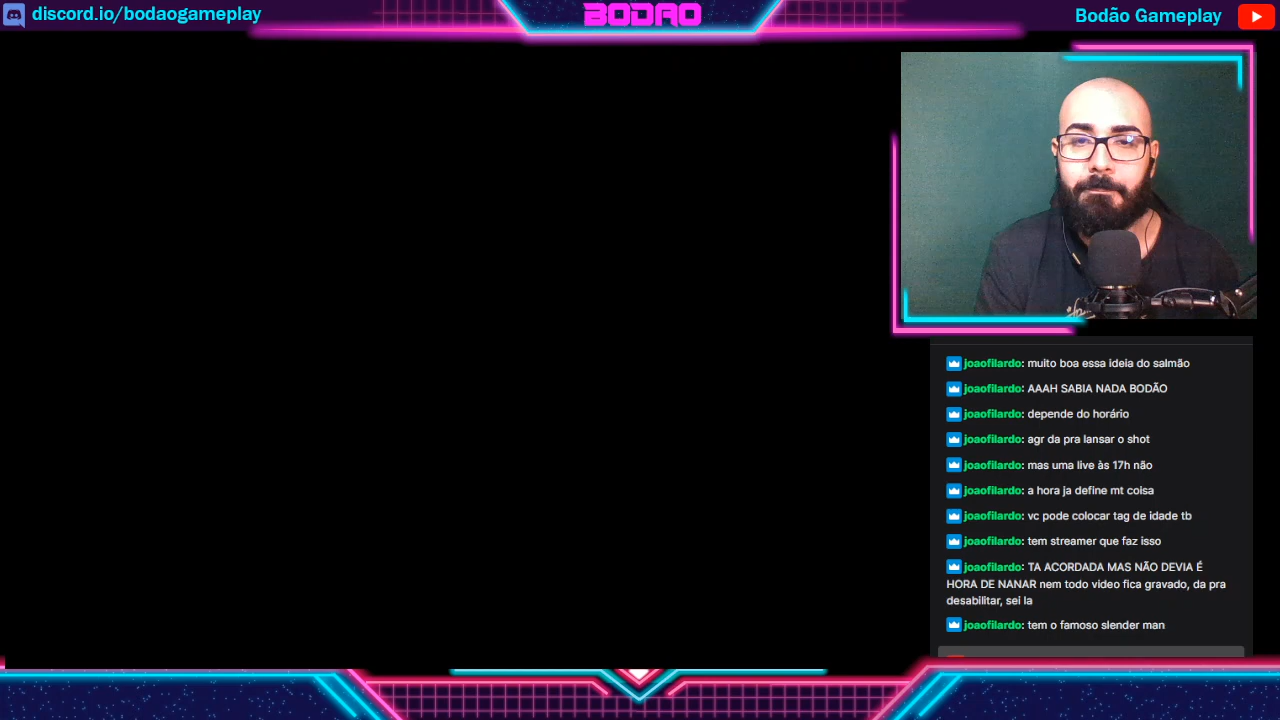 discord.io/bodaogameplay
BODAO
Bodão Gameplay
joaofilardo: muito boa essa ideia do salmão
joaofilardo: AAAH SABIA NADA BODÃO
joaofilardo: depende do horário
joaofilardo: agr da pra lansar o shot
joaofilardo: mas uma live às 17h não
joaofilardo: a hora ja define mt coisa
joaofilardo: vc pode colocar tag de idade tb
joaofilardo: tem streamer que faz isso
joaofilardo: TA ACORDADA MAS NÃO DEVIA É
HORA DE NANAR nem todo video fica gravado, da pra
desabilitar, sei la
joaofilardo: tem o famoso slender man